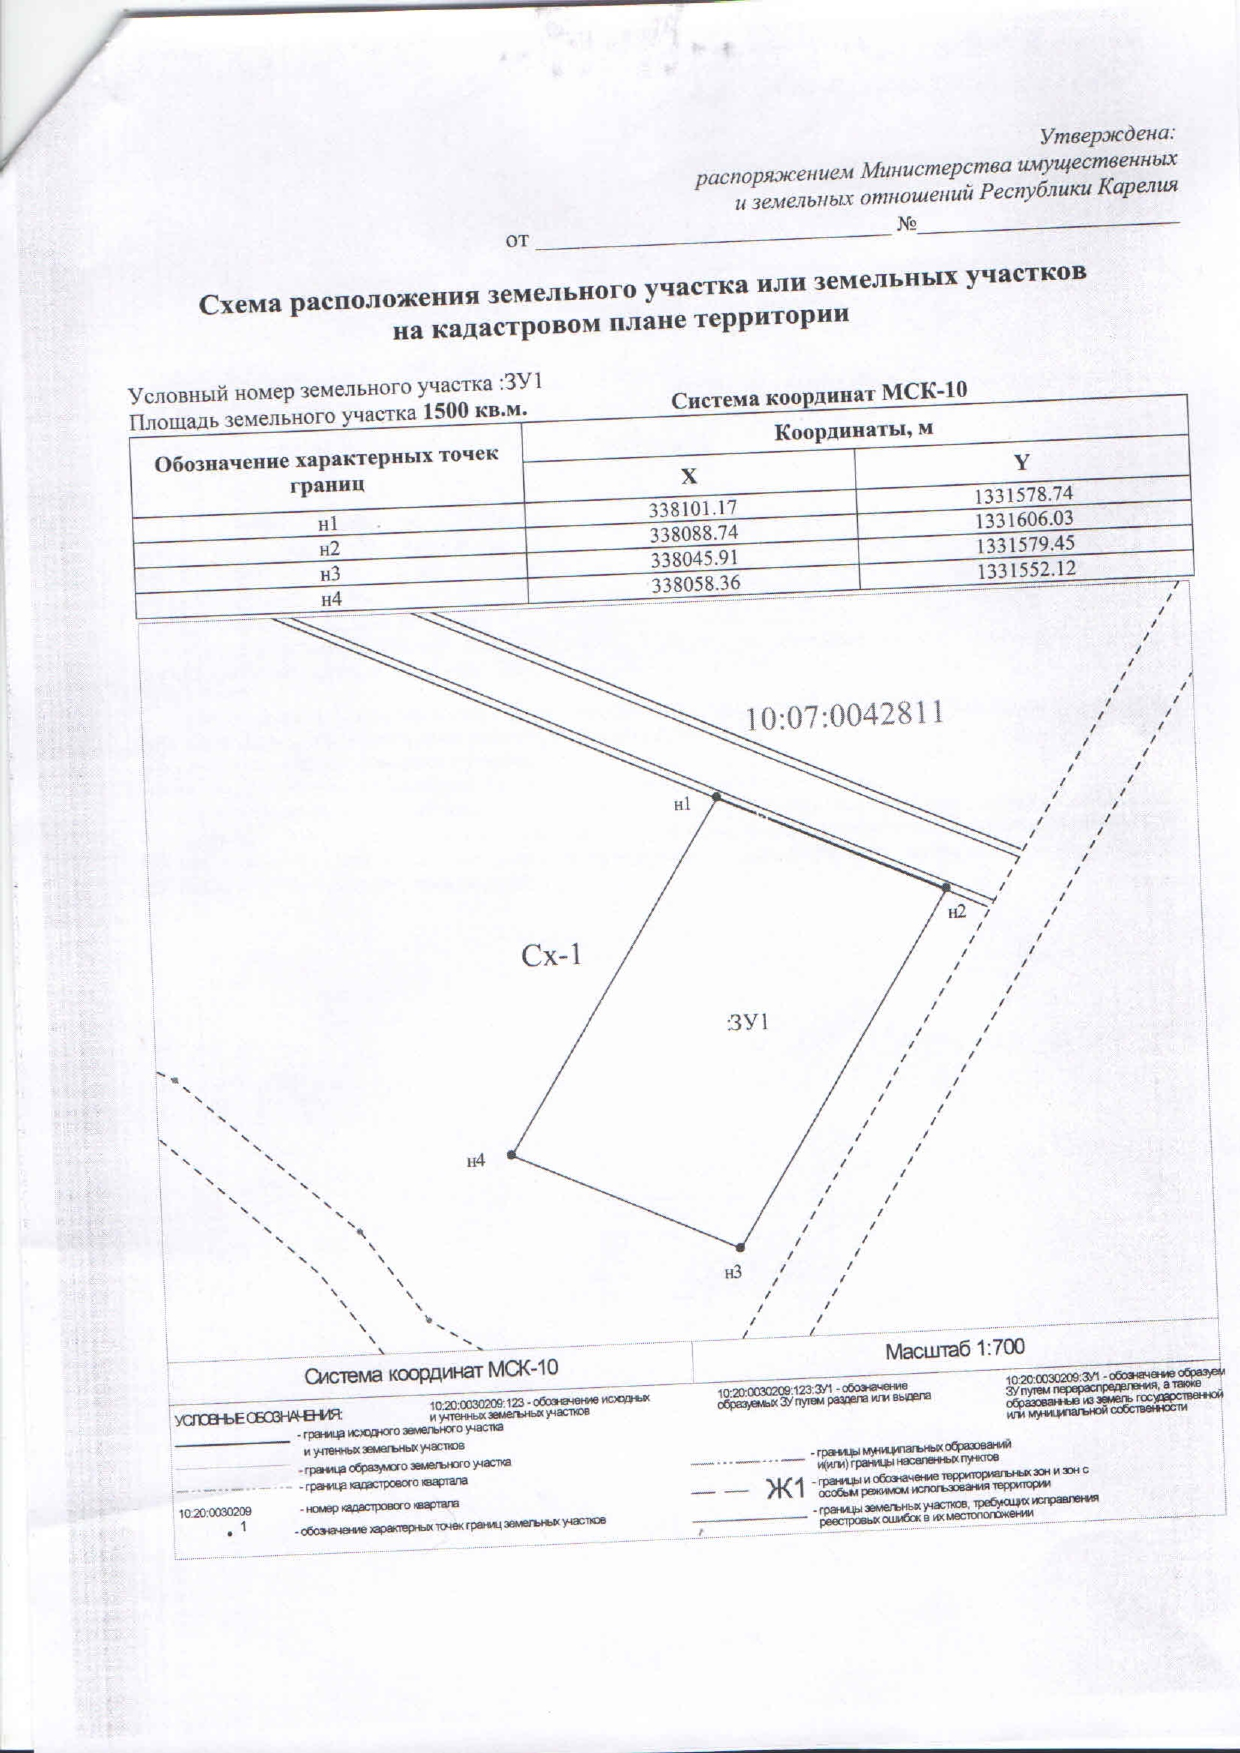 Утверждена:
распоряжением Министерства имущественных
и земельных отношений Республики Карелия
от ____________________ №____________________
Схема расположения земельного участка или земельных участков
на кадастровом плане территории
Условный номер земельного участка :ЗУ1
Площадь земельного участка 1500 кв.м.
Система координат МСК-10
Обозначение характерных точек
границ
Координаты, м
X
Y
н1 338101.17 1331578.74
н2 338088.74 1331606.03
н3 338045.91 1331579.45
н4 338058.36 1331552.12
10:07:0042811
н1
н2
Сх-1
:ЗУ1
н4
н3
Система координат МСК-10
Масштаб 1:700
УСЛОВНЫЕ ОБОЗНАЧЕНИЯ:
10:20:0030209:123 - обозначение исходных
и учтенных земельных участков
10:20:0030209:123:ЗУ1 - обозначение
образуемых ЗУ путем раздела или выдела
10:20:0030209:ЗУ1 - обозначение образуем
ЗУ путем перераспределения, а также
образованные из земель государственной
или муниципальной собственности
- граница исходного земельного участка
и учтенных земельных участков
- граница образумого земельного участка
- граница кадастрового квартала
10:20:0030209 - номер кадастрового квартала
1 - обозначение характерных точек границ земельных участков
- границы муниципальных образований
и(или) границы населенных пунктов
Ж1 - границы и обозначение территориальных зон и зон с
особым режимом использования территории
- границы земельных участков, требующих исправления
реестровых ошибок в их местоположении